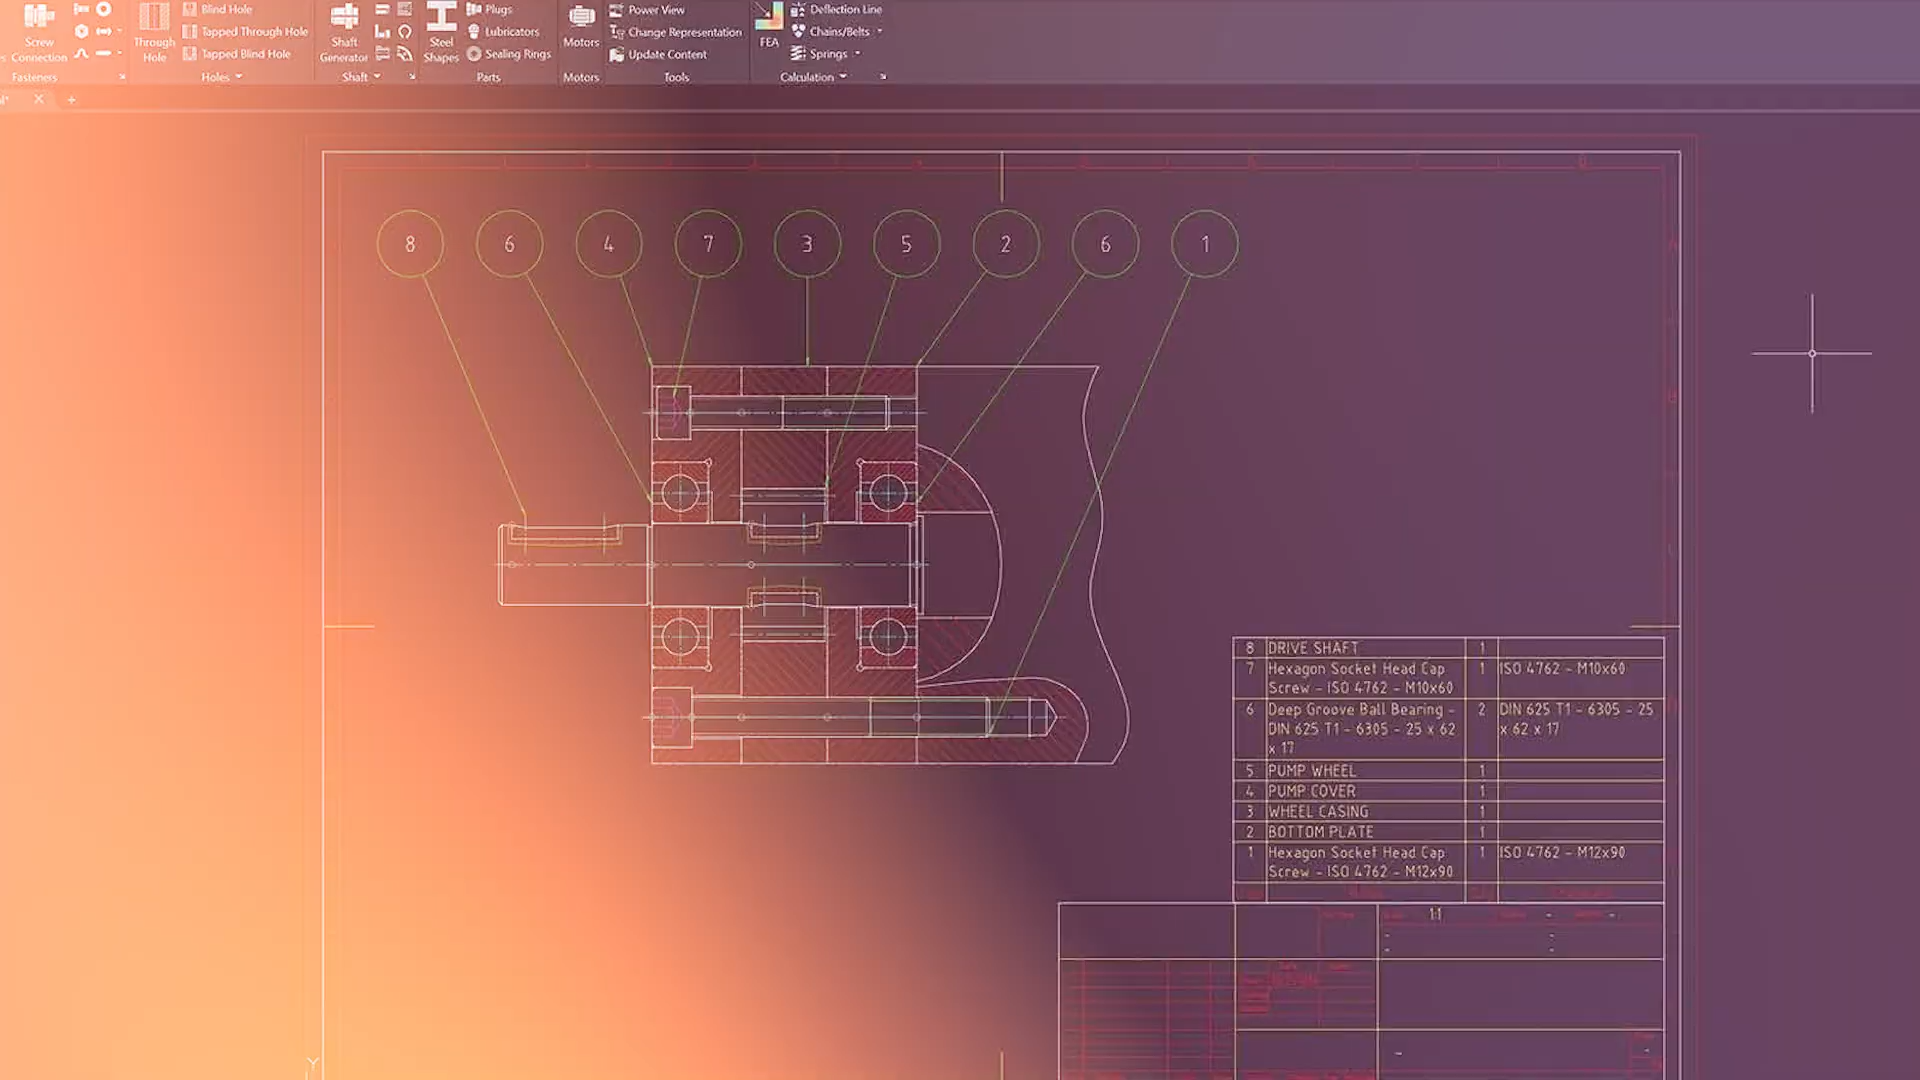 Screw
Connection
Fasteners
Through
Hole
Blind Hole
Tapped Through Hole
Tapped Blind Hole
Holes
Shaft
Generator
Shaft
Steel
Shapes
Plugs
Lubricators
Sealing Rings
Parts
Motors
Motors
Power View
Change Representation
Update Content
Tools
FEA
Deflection Line
Chains/Belts
Springs
Calculation
8 6 4 7 3 5 2 6 1
8 DRIVE SHAFT 1
7 Hexagon Socket Head Cap 1 ISO 4762 - M10x60
Screw - ISO 4762 - M10x60
6 Deep Groove Ball Bearing - 2 DIN 625 T1 - 6305 - 25
DIN 625 T1 - 6305 - 25 x 62 x 62 x 17
x 17
5 PUMP WHEEL 1
4 PUMP COVER 1
3 WHEEL CASING 1
2 BOTTOM PLATE 1
1 Hexagon Socket Head Cap 1 ISO 4762 - M12x90
Screw - ISO 4762 - M12x90
1:1
Y